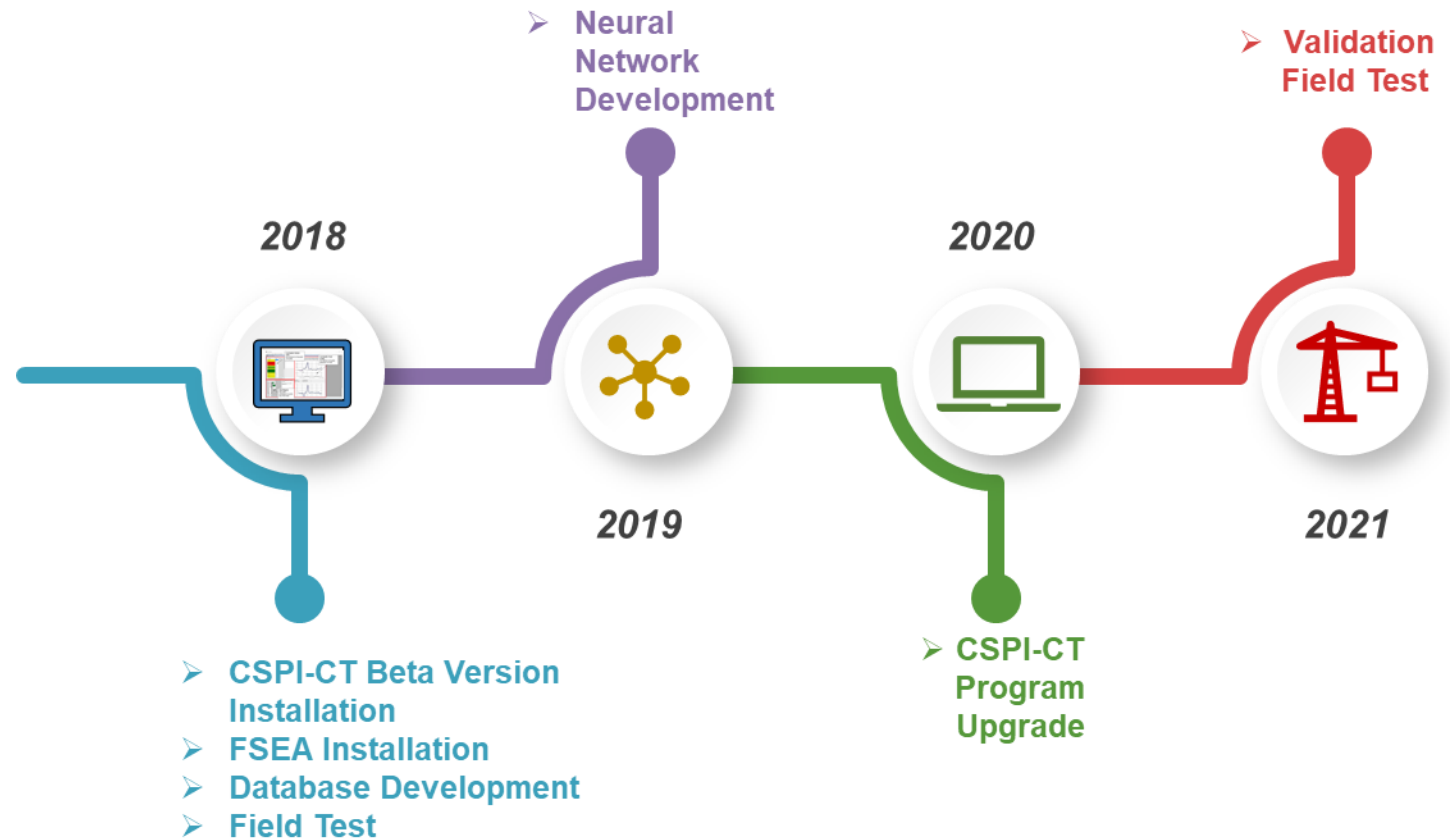 ➢ Neural
Network
Development
➢ Validation
Field Test
2018
2020
2019
2021
➢ CSPI-CT Beta Version
Installation
➢ FSEA Installation
➢ Database Development
➢ Field Test
➢ CSPI-CT
Program
Upgrade